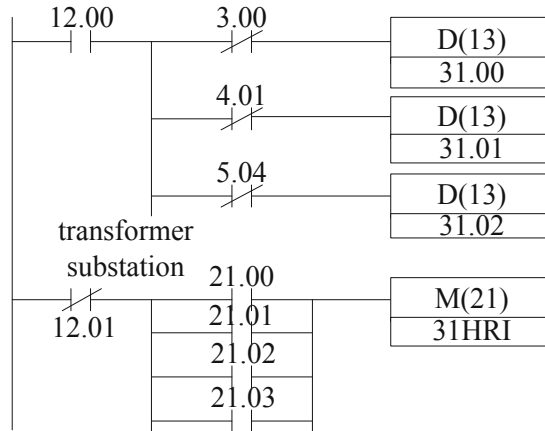 12.00
3.00
D(13)
31.00
4.01
D(13)
31.01
5.04
D(13)
31.02
transformer
substation
21.00
M(21)
31HRI
12.01
21.01
21.02
21.03